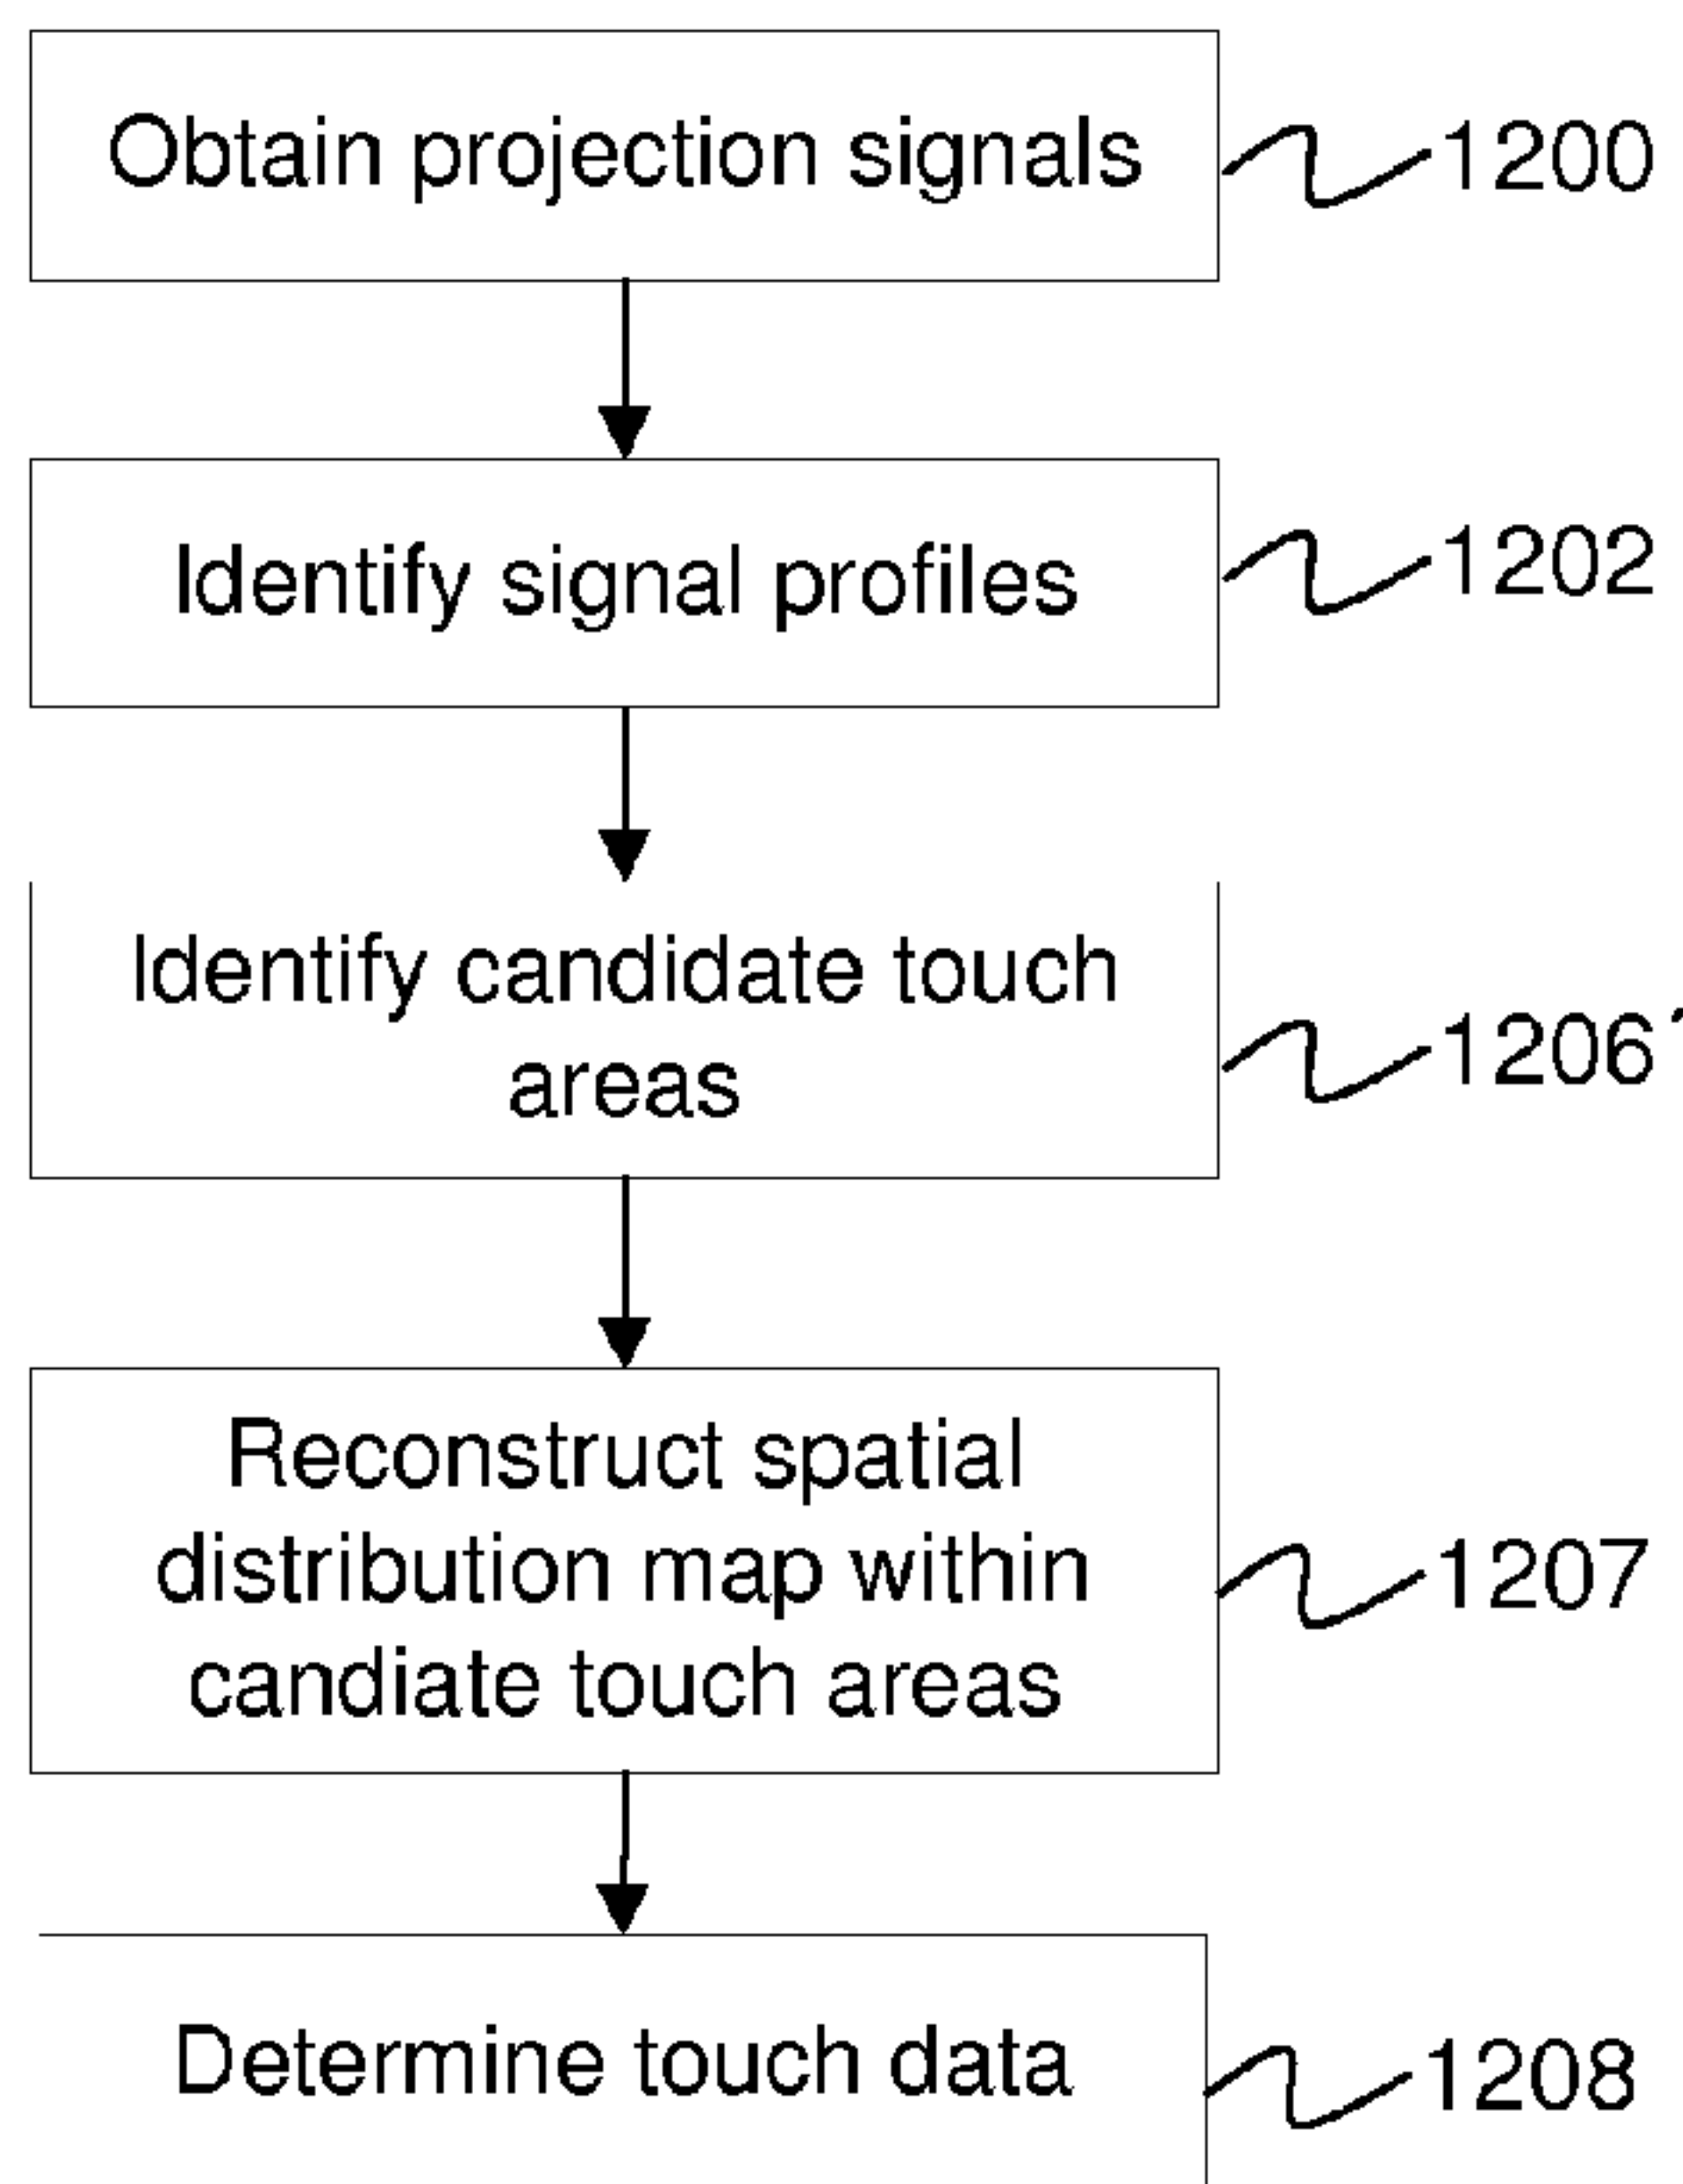 Obtain projection signals
1200
Identify signal profiles
1202
Identify candidate touch
areas
1206'
Reconstruct spatial
distribution map within
candiate touch areas
1207
Determine touch data
1208